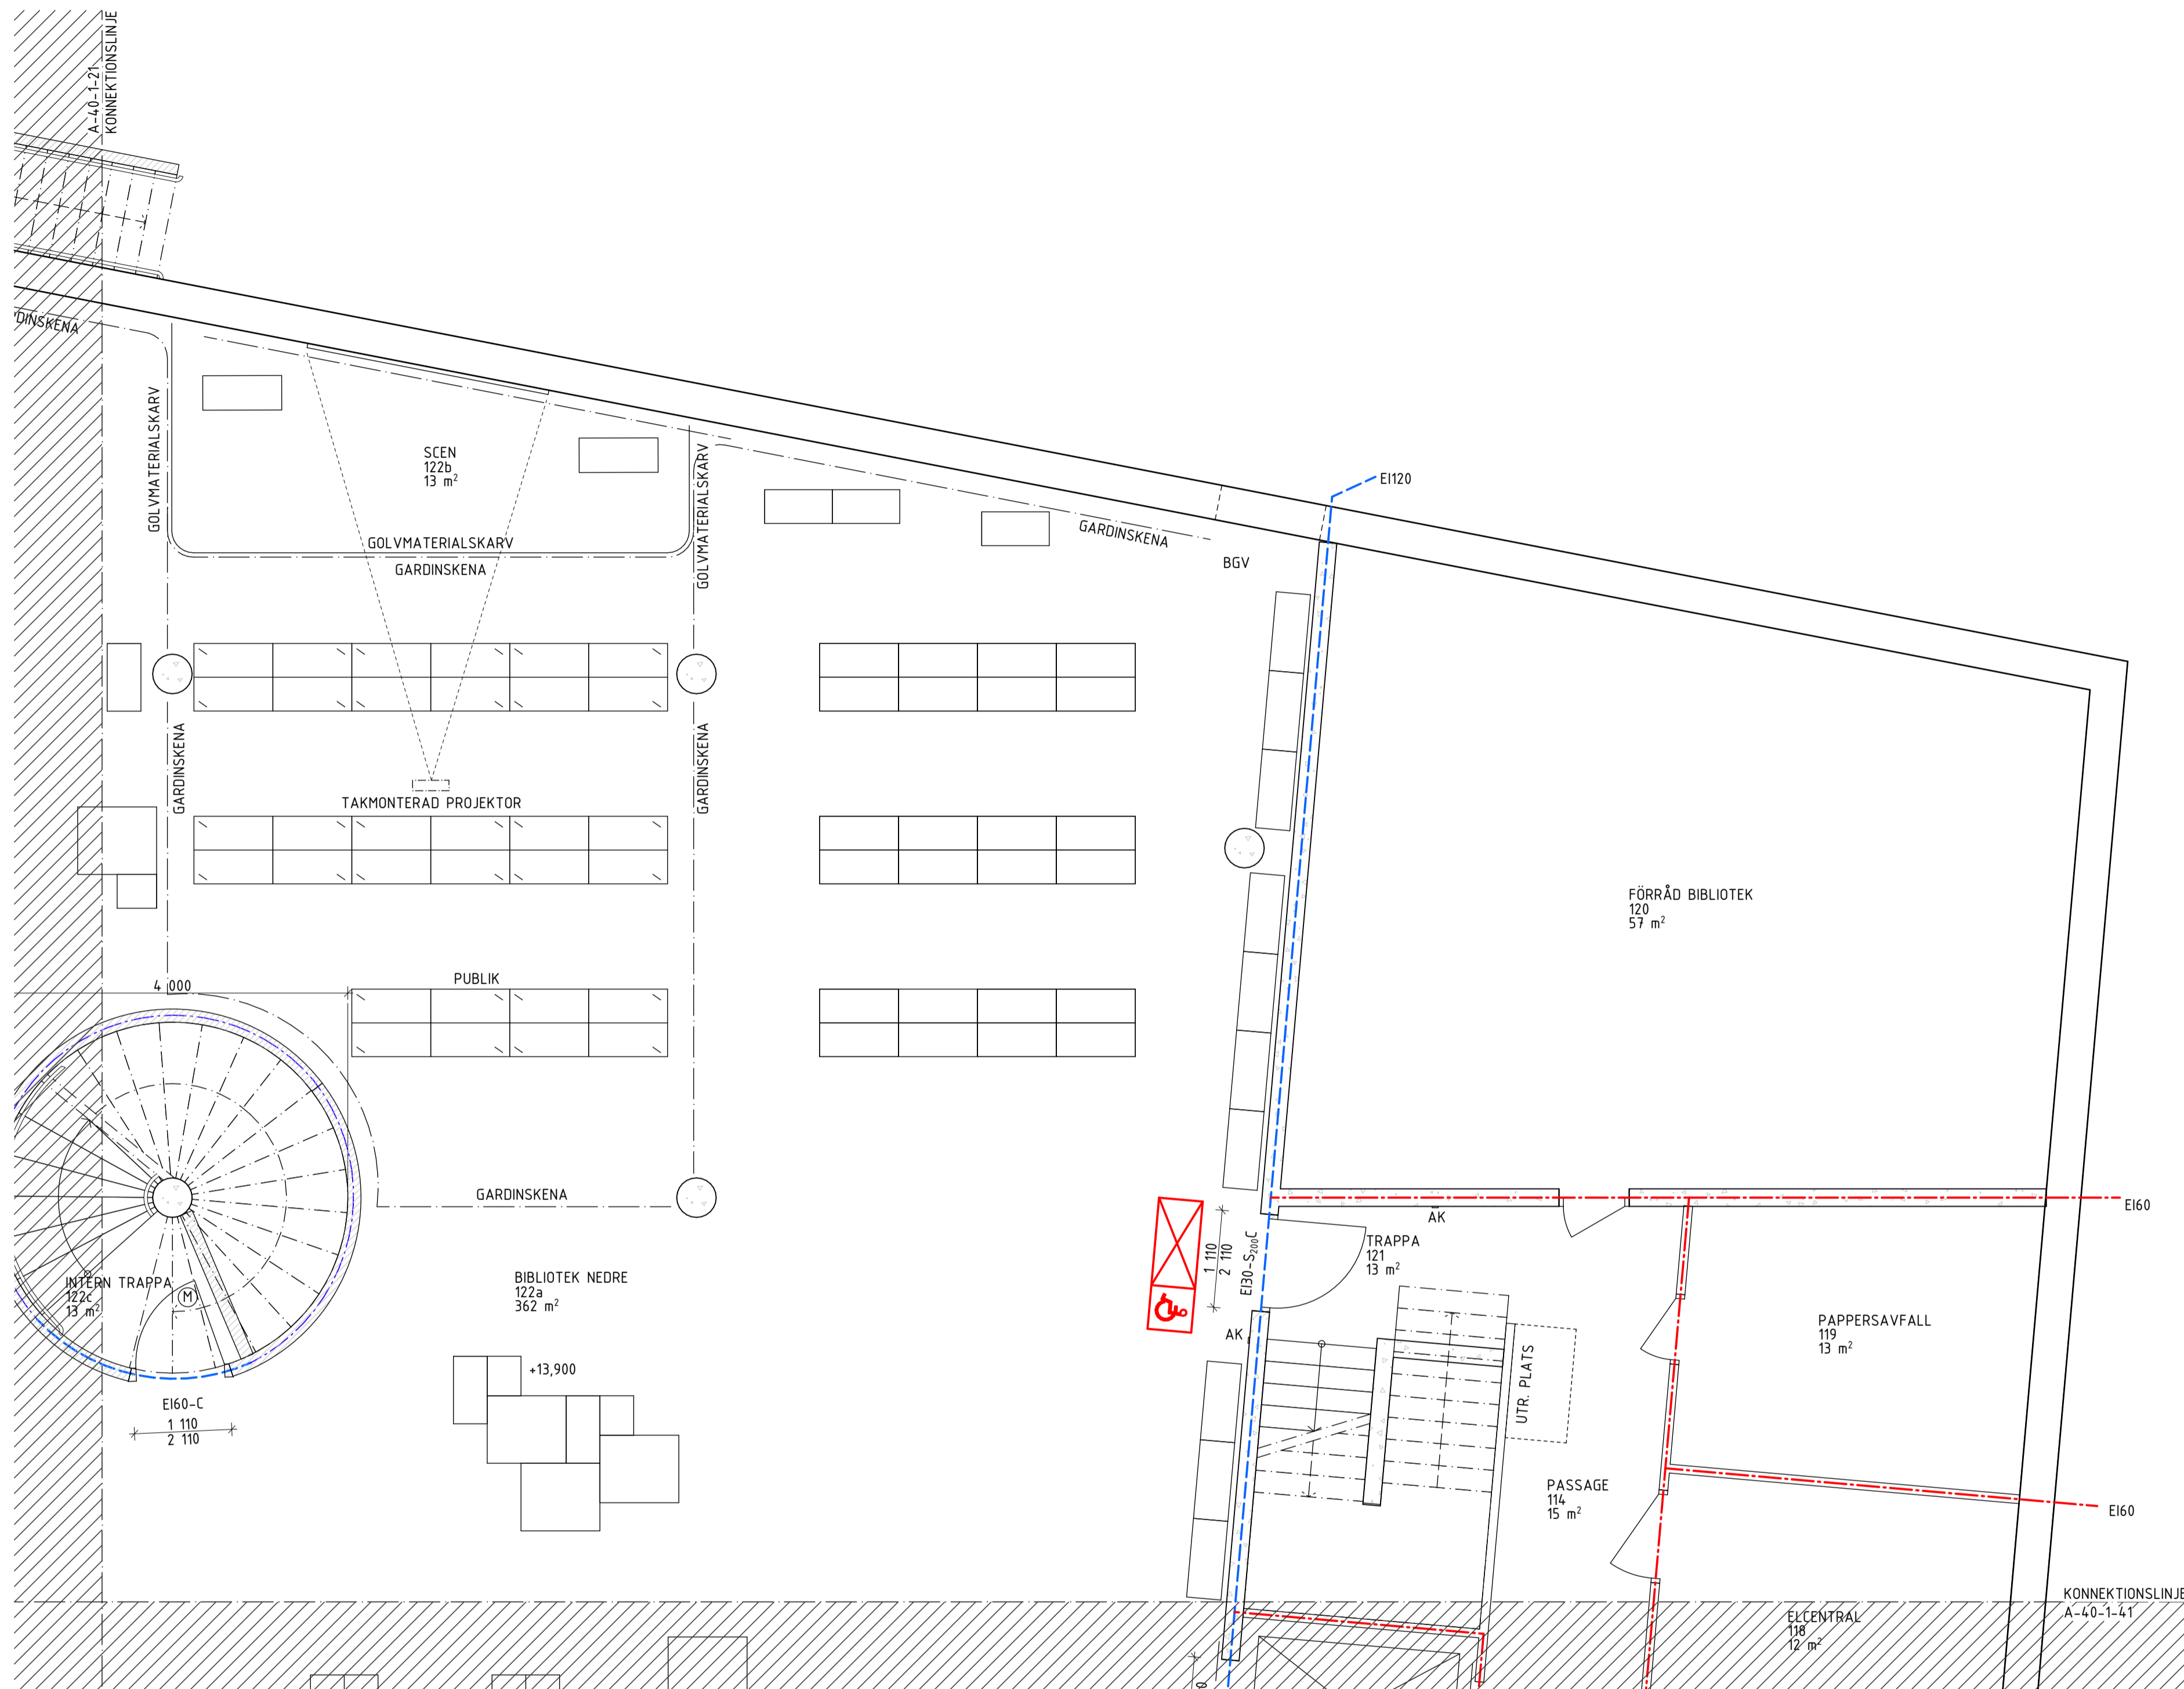 A-40-1-21
KONNEKTIONSLINJE
DINSKENA
GOLVMATERIALSKARV
SCEN
122b
13 m²
GOLVMATERIALSKARV
GARDINSKENA
GOLVMATERIALSKARV
GARDINSKENA
BGV
EI120
GARDINSKENA
TAKMONTERAD PROJEKTOR
GARDINSKENA
FÖRRÅD BIBLIOTEK
120
57 m²
PUBLIK
4 000
GARDINSKENA
INTERN TRAPPA
122c
13 m²
M
EI60-C
1 110
2 110
BIBLIOTEK NEDRE
122a
362 m²
+13,900
1 110
2 110
EI30-S₂₀₀C
AK
AK
TRAPPA
121
13 m²
EI60
UTR. PLATS
PAPPERSAVFALL
119
13 m²
PASSAGE
114
15 m²
EI60
KONNEKTIONSLINJE
A-40-1-41
ELCENTRAL
118
12 m²